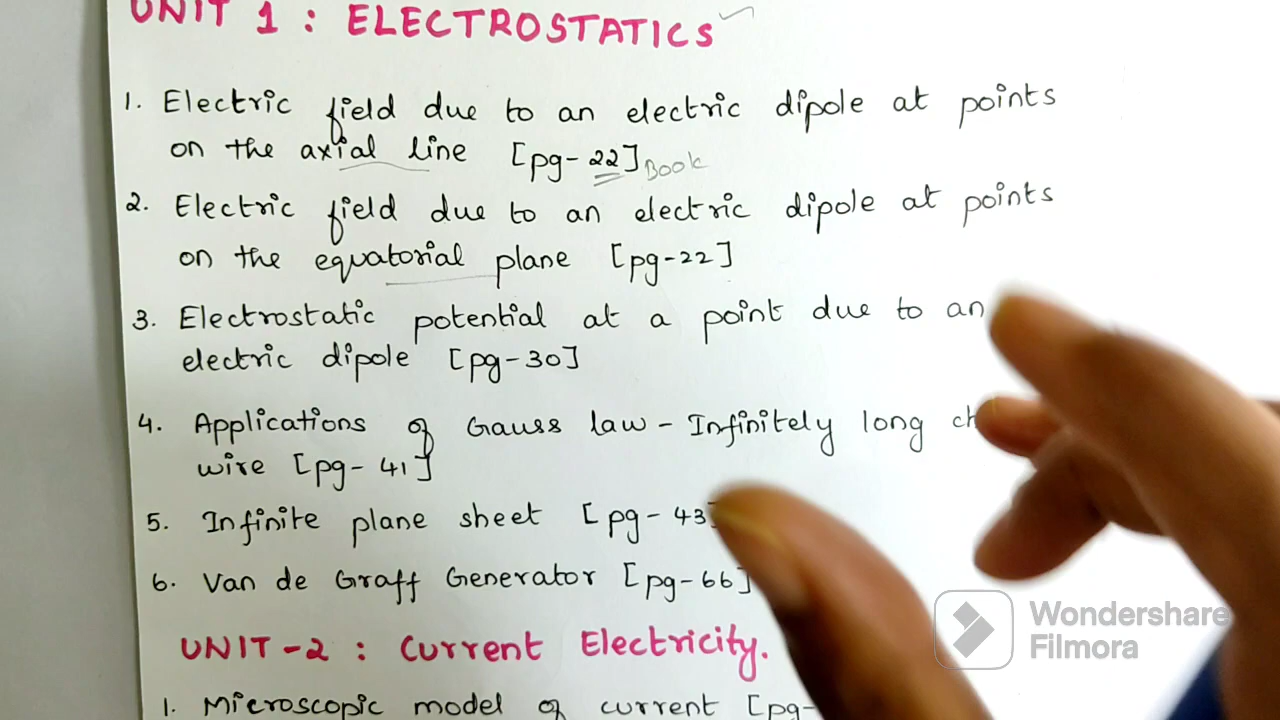 UNIT 1 : ELECTROSTATICS
1. Electric field due to an electric dipole at points
on the axial line [pg-22] Book
2. Electric field due to an electric dipole at points
on the equatorial plane [pg-22]
3. Electrostatic potential at a point due to an
electric dipole [pg-30]
4. Applications of Gauss law - Infinitely long
wire [pg- 41]
5. Infinite plane sheet [pg- 43]
6. Van de Graff Generator [pg-66]
UNIT-2 : Current Electricity.
1. Microscopic model of current [pg-
Wondershare
Filmora